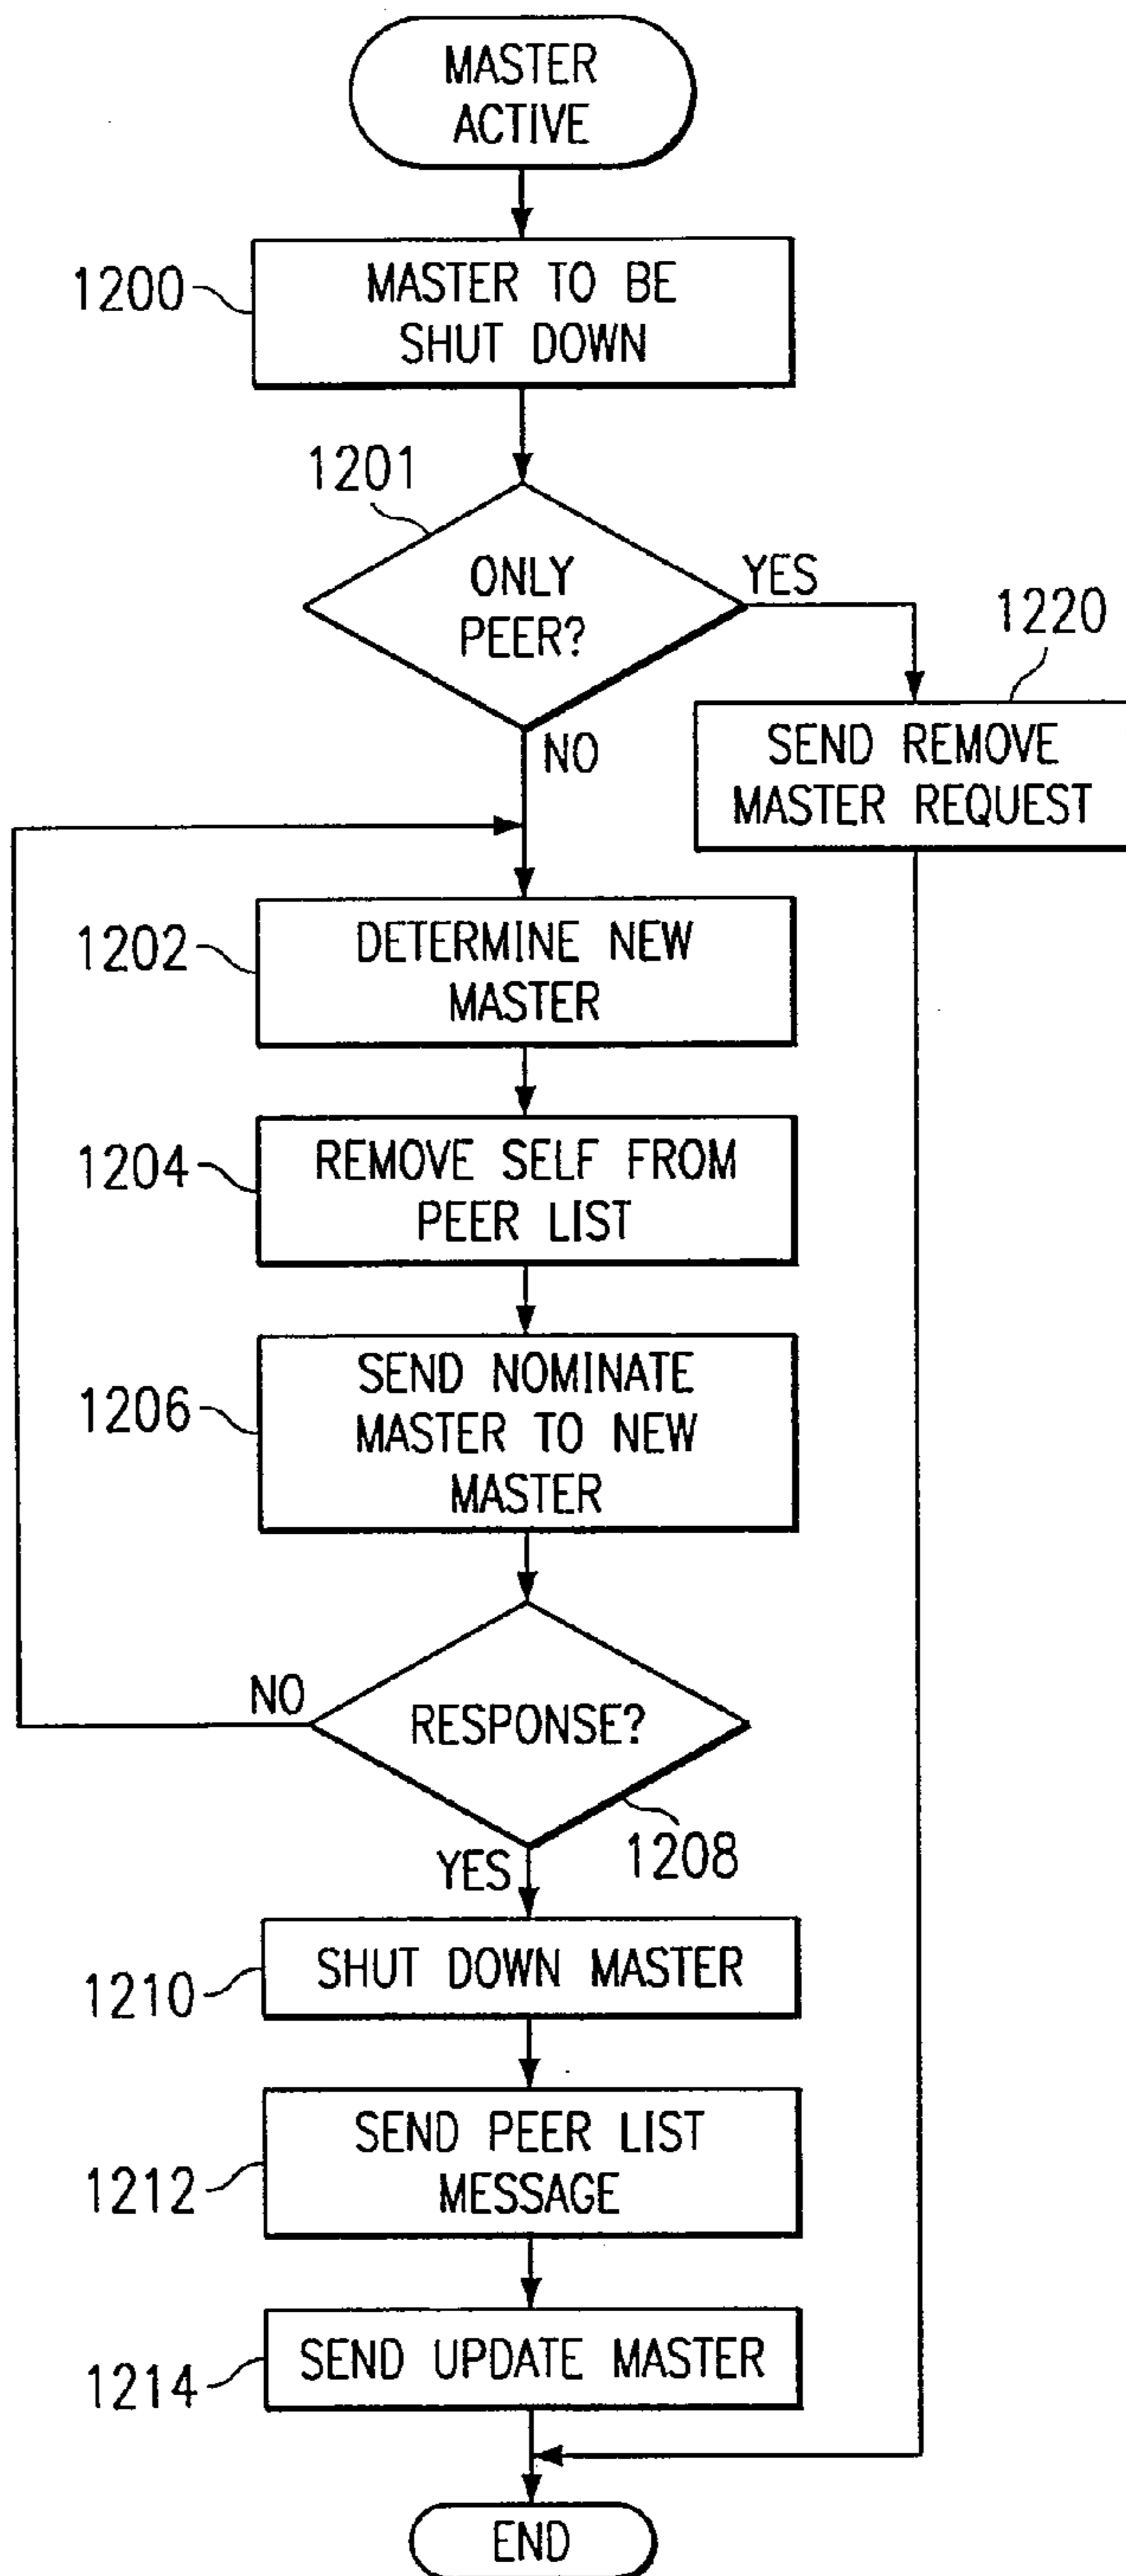 MASTER
ACTIVE
1200
MASTER TO BE
SHUT DOWN
1201
ONLY
PEER?
YES
NO
1220
SEND REMOVE
MASTER REQUEST
1202
DETERMINE NEW
MASTER
1204
REMOVE SELF FROM
PEER LIST
1206
SEND NOMINATE
MASTER TO NEW
MASTER
NO
RESPONSE?
1208
YES
1210
SHUT DOWN MASTER
1212
SEND PEER LIST
MESSAGE
1214
SEND UPDATE MASTER
END